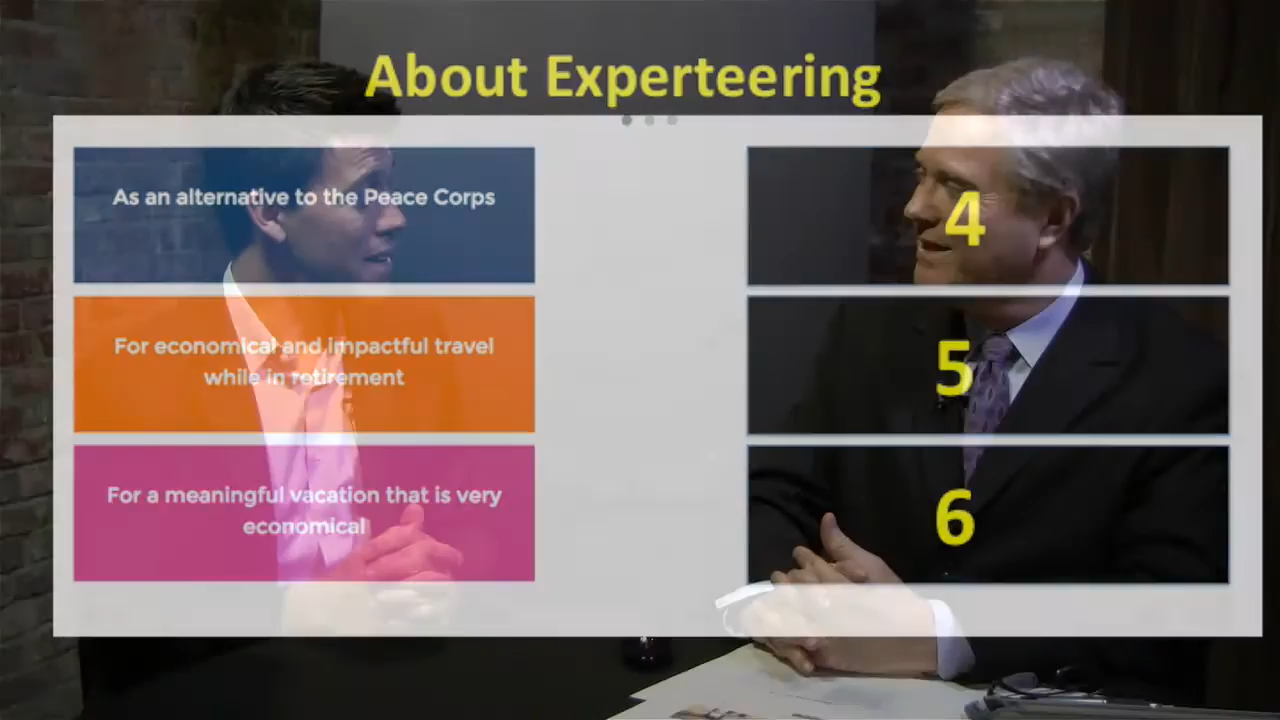 About Experteering
As an alternative to the Peace Corps
4
For economical and impactful travel
while in retirement
5
For a meaningful vacation that is very
economical
6